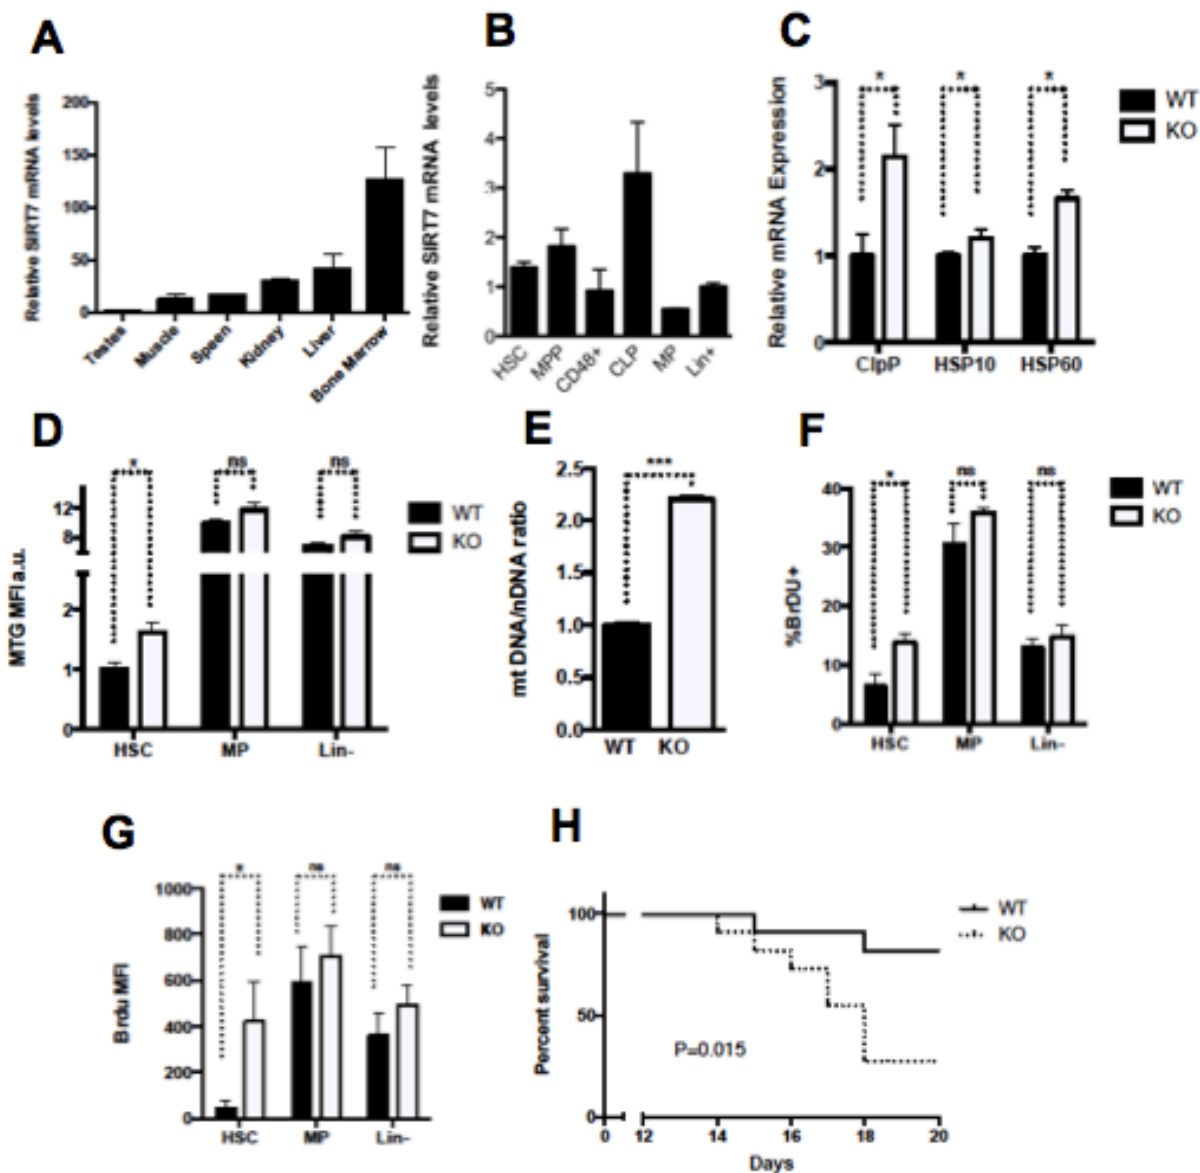 A
Relative SIRT7 mRNA levels
200
150
100
50
0
Testes
Muscle
Speen
Kidney
Liver
Bone Marrow
B
Relative SIRT7 mRNA levels
5
4
3
2
1
0
HSC
MPP
CD48+
CLP
MP
Lin+
C
Relative mRNA Expression
3
2
1
0
* * *
ClpP HSP10 HSP60
WT
KO
D
MTG MFI a.u.
12
8
2
1
0
* ns ns
HSC MP Lin-
WT
KO
E
mt DNA/nDNA ratio
2.5
2.0
1.5
1.0
0.5
0.0
***
WT KO
F
%BrDU+
40
30
20
10
0
* ns ns
HSC MP Lin-
WT
KO
G
Brdu MFI
1000
800
600
400
200
0
* ns ns
HSC MP Lin-
WT
KO
H
Percent survival
100
50
0
P=0.015
0 12 14 16 18 20
Days
WT
KO